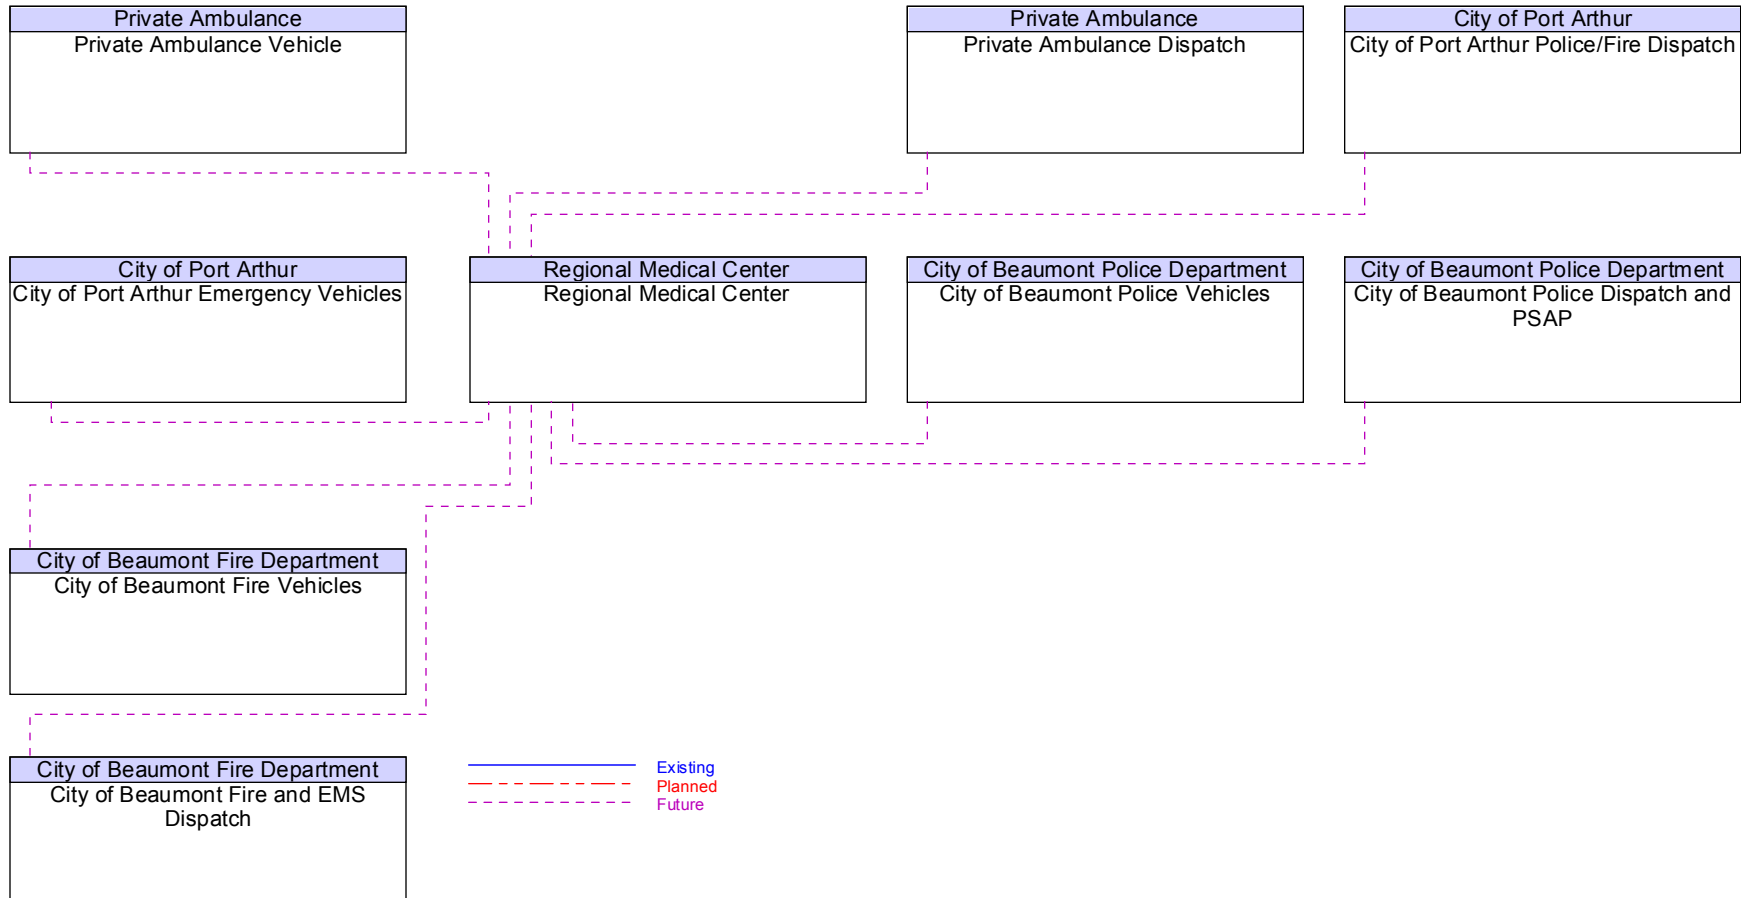 Private Ambulance
Private Ambulance Vehicle
Private Ambulance
Private Ambulance Dispatch
City of Port Arthur
City of Port Arthur Police/Fire Dispatch
City of Port Arthur
City of Port Arthur Emergency Vehicles
Regional Medical Center
Regional Medical Center
City of Beaumont Police Department
City of Beaumont Police Vehicles
City of Beaumont Police Department
City of Beaumont Police Dispatch and
PSAP
City of Beaumont Fire Department
City of Beaumont Fire Vehicles
City of Beaumont Fire Department
City of Beaumont Fire and EMS
Dispatch
Existing
Planned
Future